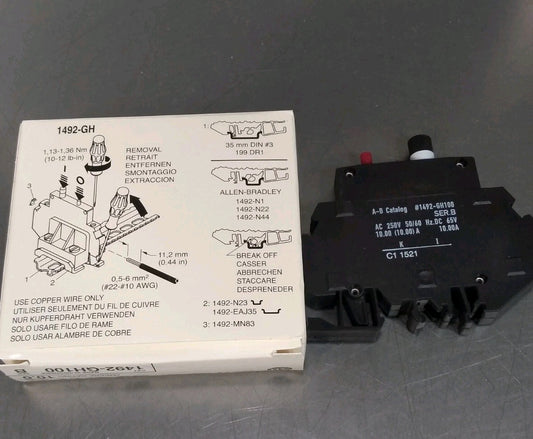 1492-GH
1,13-1,36 Nm
(10-12 lb-in)
REMOVAL
RETRAIT
ENTFERNEN
SMONTAGGIO
EXTRACCION
3
1
2
11,2 mm
(0.44 in)
0,5-6 mm²
(#22-#10 AWG)
USE COPPER WIRE ONLY
UTILISER SEULEMENT DU FIL DE CUIVRE
NUR KUPFERDRAHT VERWENDEN
SOLO USARE FILO DE RAME
SOLO USAR ALAMBRE DE COBRE
1:
35 mm DIN #3
199 DR1
ALLEN-BRADLEY
1492-N1
1492-N22
1492-N44
BREAK OFF
CASSER
ABBRECHEN
STACCARE
DESPRENEDER
2: 1492-N23
1492-EAJ35
3: 1492-MN83
1492-GH100
B
A-B Catalog #1492-GH100
SER.B
AC 250V 50/60 Hz.DC 65V
10.00 (10.00) A 10.00A
K I
C1 1521